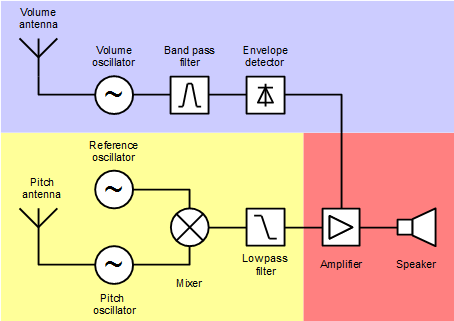 Volume
antenna
Volume
oscillator
Band pass
filter
Envelope
detector
Reference
oscillator
Pitch
antenna
Pitch
oscillator
Mixer
Lowpass
filter
Amplifier
Speaker